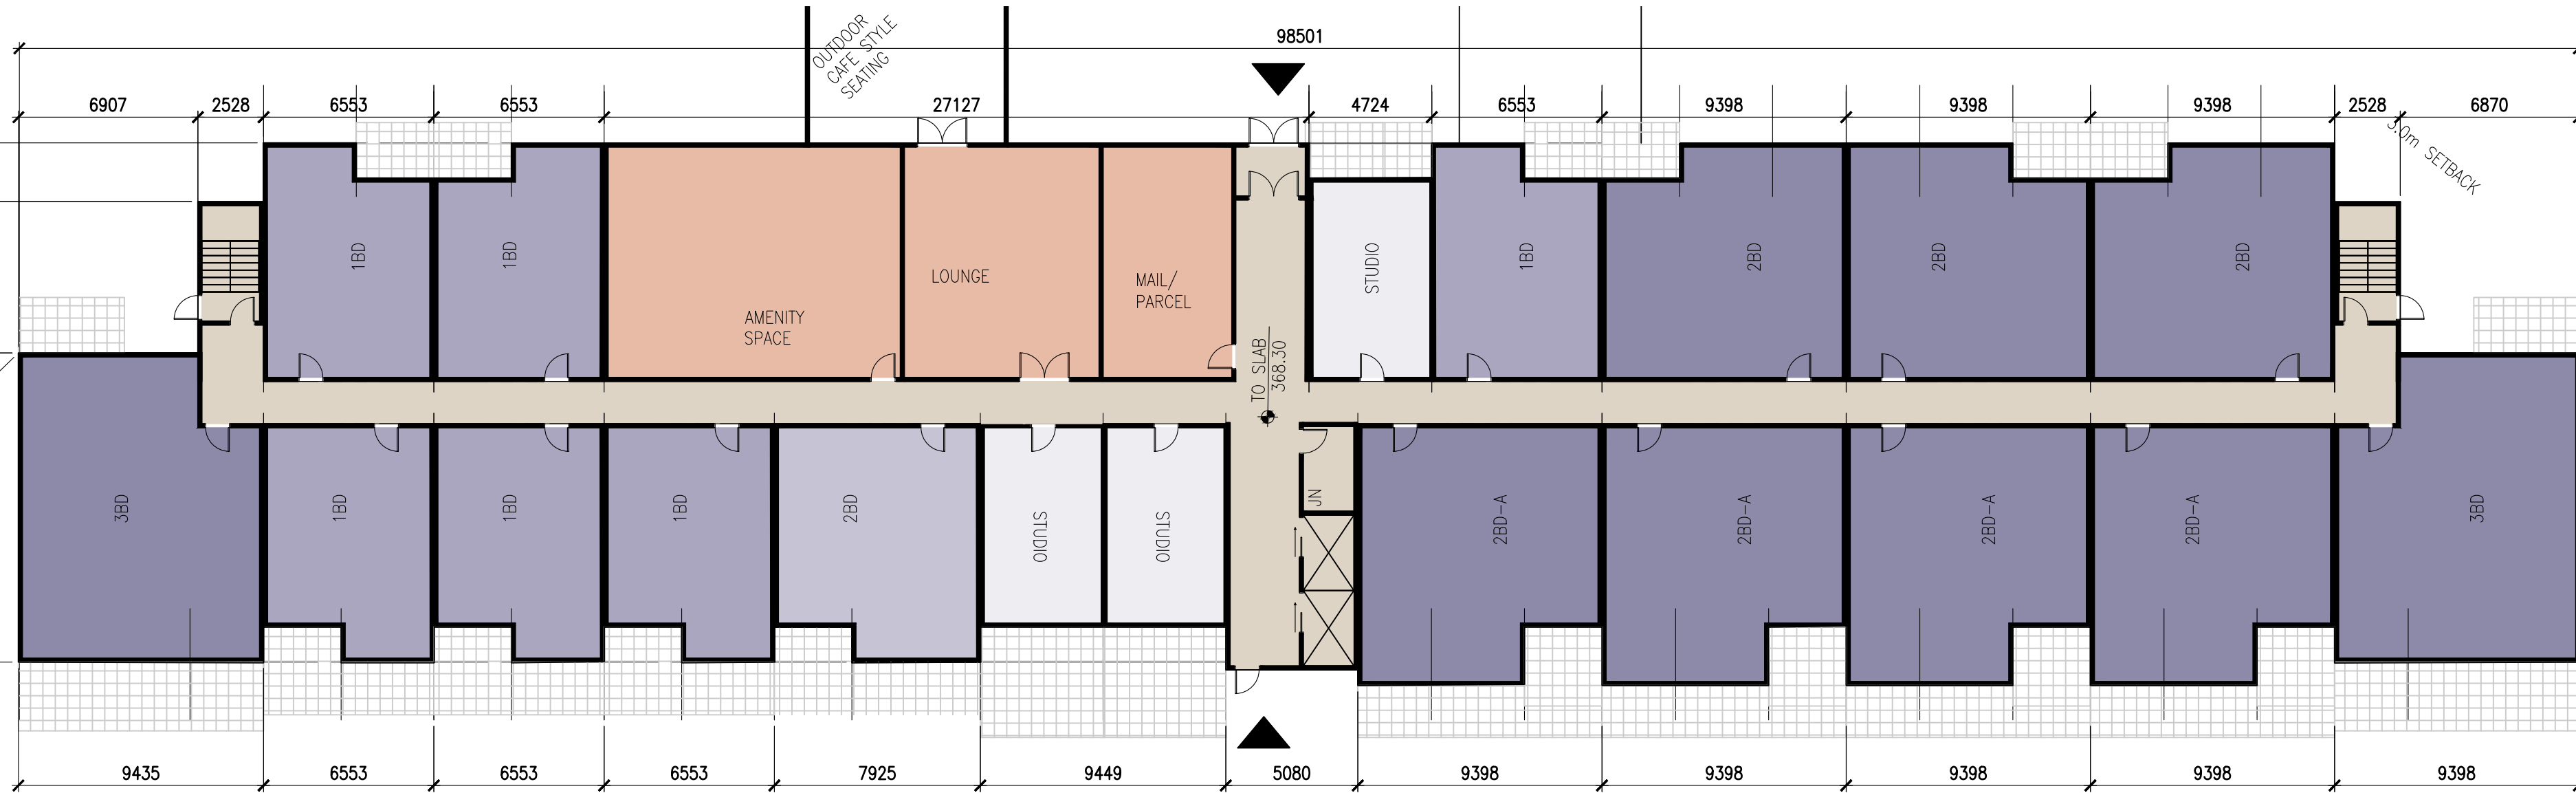 OUTDOOR
CAFE STYLE
SEATING
98501
6907
2528
6553
6553
27127
4724
6553
9398
9398
9398
2528
6870
3.0m SETBACK
1BD
1BD
AMENITY
SPACE
LOUNGE
MAIL/
PARCEL
TO SLAB
368.30
STUDIO
1BD
2BD
2BD
2BD
3BD
1BD
1BD
1BD
2BD
STUDIO
STUDIO
JN
2BD-A
2BD-A
2BD-A
2BD-A
3BD
9435
6553
6553
6553
7925
9449
5080
9398
9398
9398
9398
9398